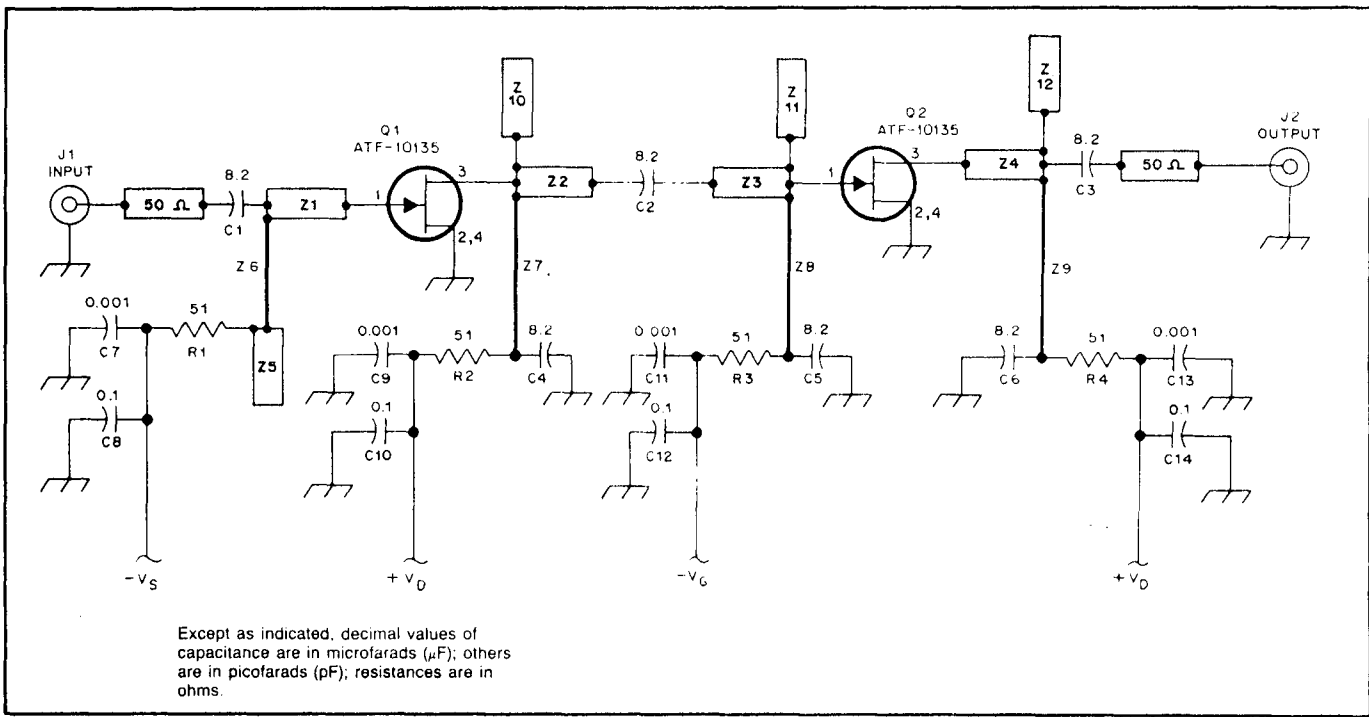 J1
INPUT
50 Ω
8.2
C1
Z1
Z6
Q1
ATF-10135
1
3
2,4
Z
10
Z2
8.2
C2
Z3
Z
11
Q2
ATF-10135
1
3
2,4
Z4
Z
12
8.2
C3
50 Ω
J2
OUTPUT
Z7
Z8
Z9
0.001
C7
51
R1
Z5
0.1
C8
-VS
0.001
C9
51
R2
8.2
C4
0.1
C10
+VD
0.001
C11
51
R3
8.2
C5
0.1
C12
-VG
8.2
C6
51
R4
0.001
C13
0.1
C14
+VD
Except as indicated, decimal values of
capacitance are in microfarads (µF); others
are in picofarads (pF); resistances are in
ohms.